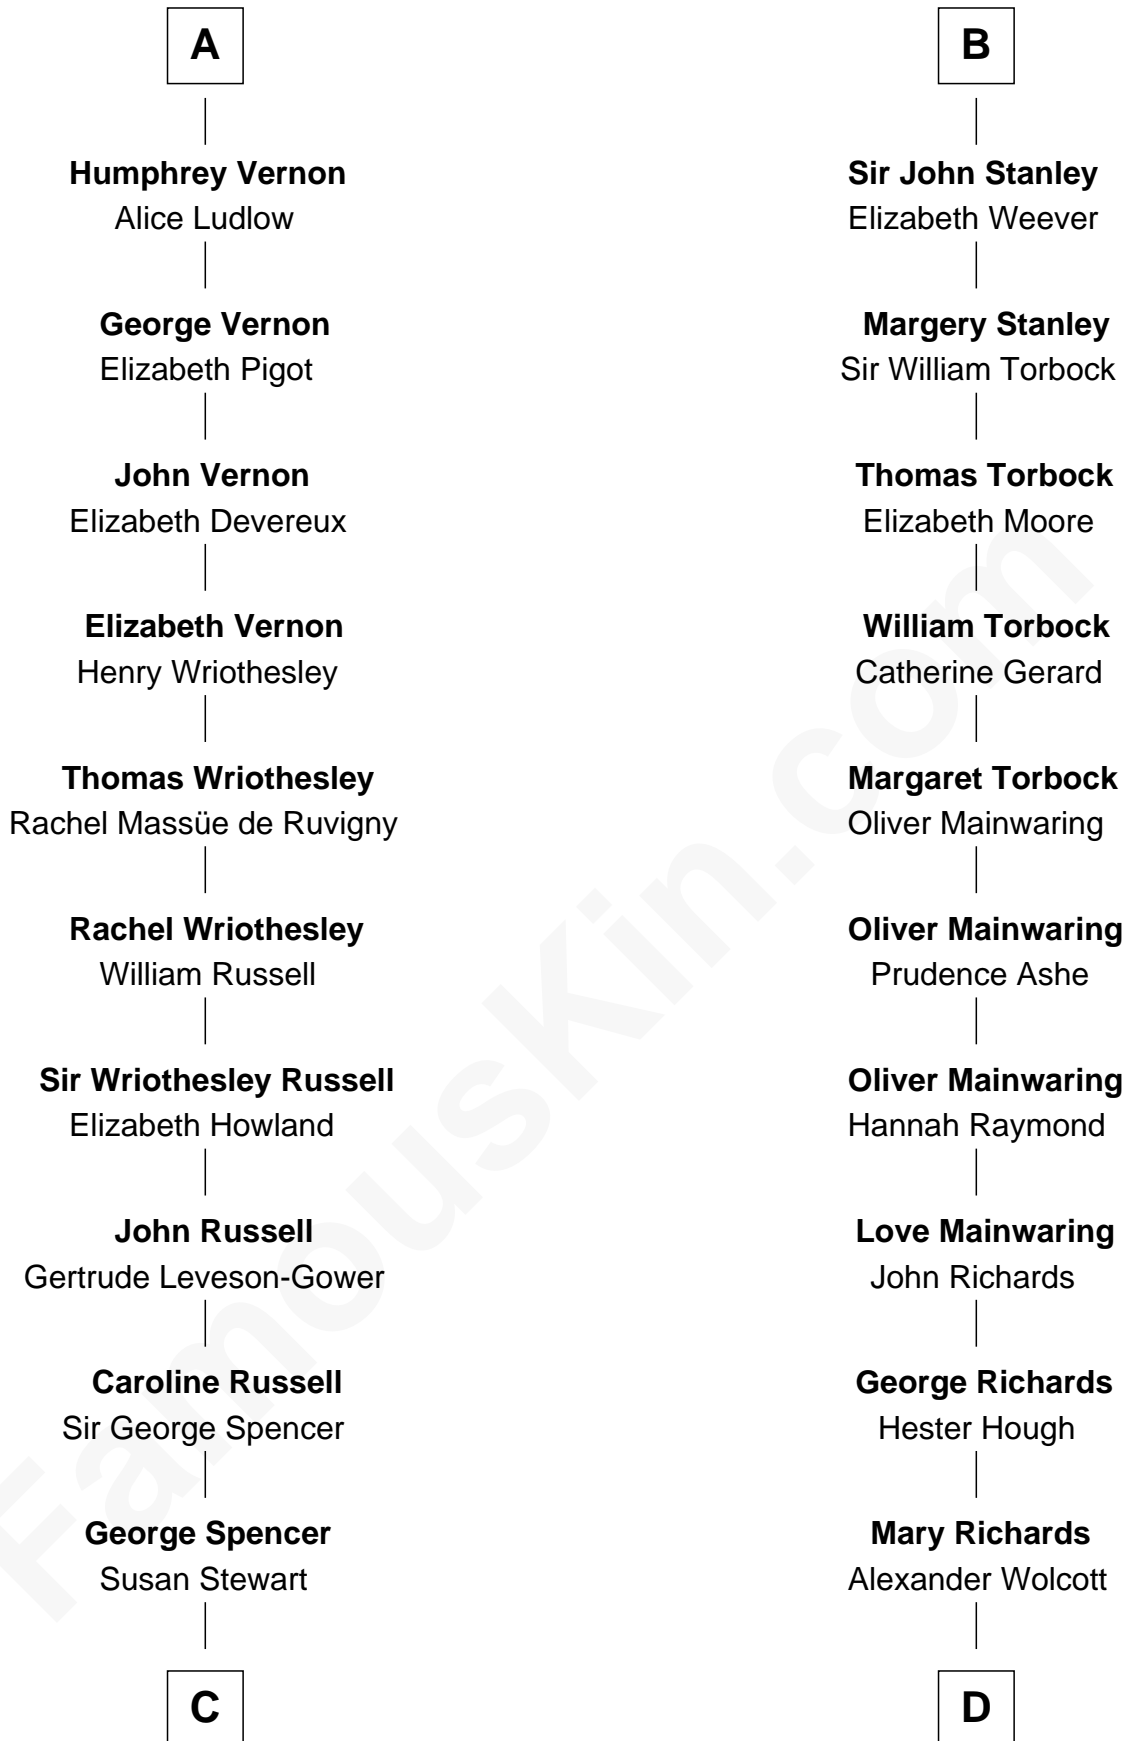 A
Humphrey Vernon
Alice Ludlow
George Vernon
Elizabeth Pigot
John Vernon
Elizabeth Devereux
Elizabeth Vernon
Henry Wriothesley
Thomas Wriothesley
Rachel Massüe de Ruvigny
Rachel Wriothesley
William Russell
Sir Wriothesley Russell
Elizabeth Howland
John Russell
Gertrude Leveson-Gower
Caroline Russell
Sir George Spencer
George Spencer
Susan Stewart
C
B
Sir John Stanley
Elizabeth Weever
Margery Stanley
Sir William Torbock
Thomas Torbock
Elizabeth Moore
William Torbock
Catherine Gerard
Margaret Torbock
Oliver Mainwaring
Oliver Mainwaring
Prudence Ashe
Oliver Mainwaring
Hannah Raymond
Love Mainwaring
John Richards
George Richards
Hester Hough
Mary Richards
Alexander Wolcott
D
FamousKin.com